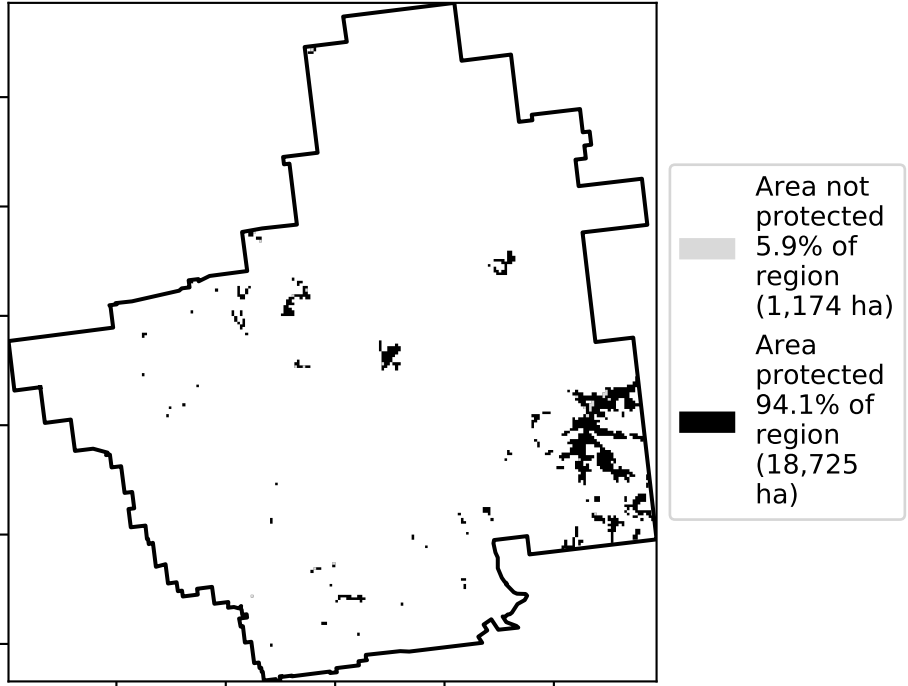 Area not
protected
5.9% of
region
(1,174 ha)
Area
protected
94.1% of
region
(18,725
ha)